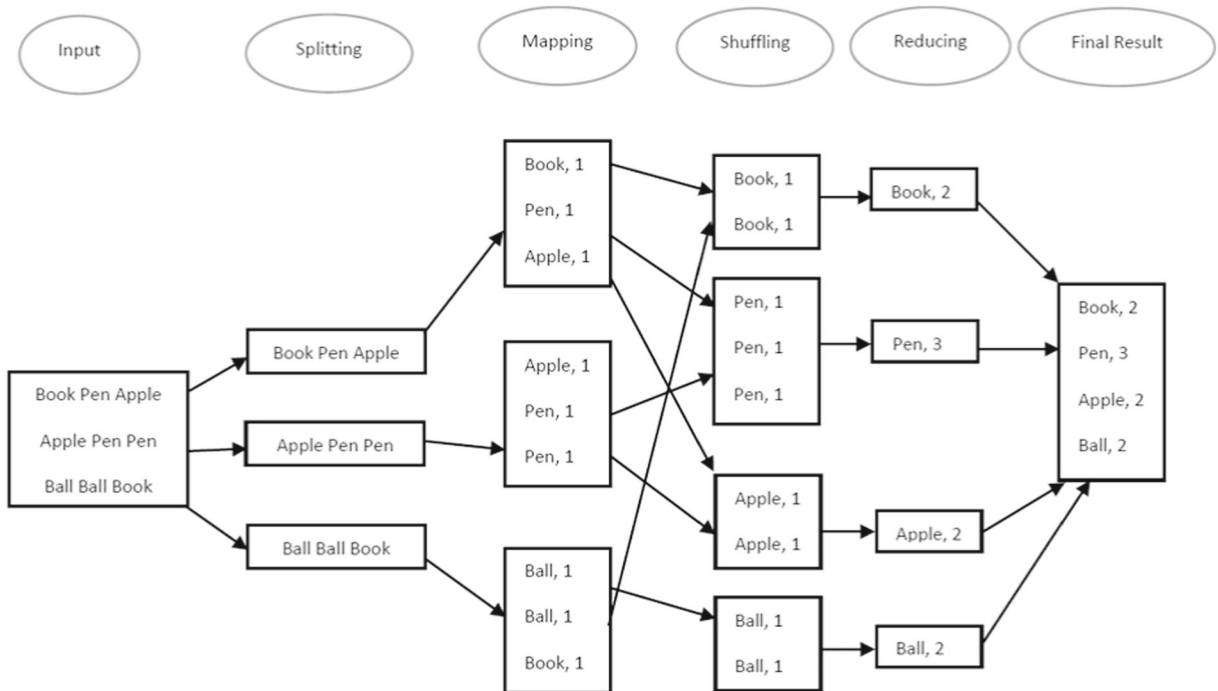 Input
Splitting
Mapping
Shuffling
Reducing
Final Result
Book Pen Apple
Apple Pen Pen
Ball Ball Book
Book Pen Apple
Apple Pen Pen
Ball Ball Book
Book, 1
Pen, 1
Apple, 1
Apple, 1
Pen, 1
Pen, 1
Ball, 1
Ball, 1
Book, 1
Book, 1
Book, 1
Pen, 1
Pen, 1
Pen, 1
Apple, 1
Apple, 1
Ball, 1
Ball, 1
Book, 2
Pen, 3
Apple, 2
Ball, 2
Book, 2
Pen, 3
Apple, 2
Ball, 2